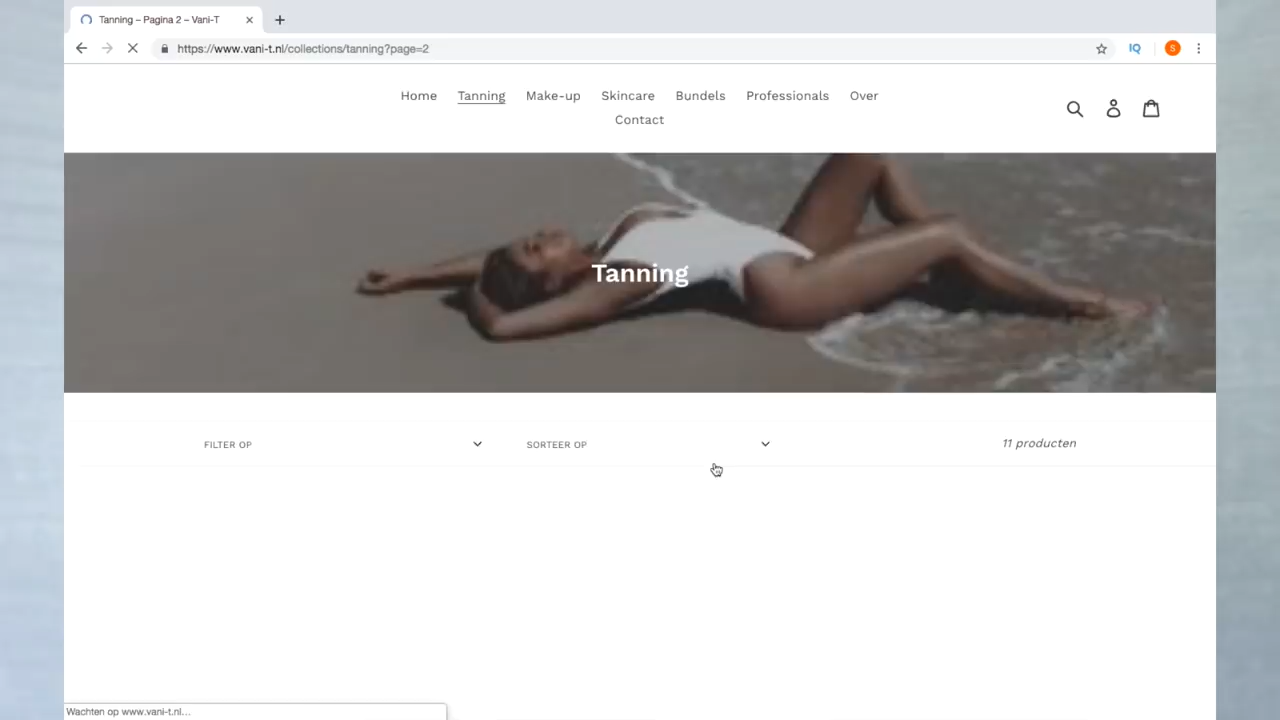 Tanning – Pagina 2 – Vani-T
https://www.vani-t.nl/collections/tanning?page=2
IQ
S
Home Tanning Make-up Skincare Bundels Professionals Over
Contact
Tanning
FILTER OP
SORTEER OP
11 producten
Wachten op www.vani-t.nl...